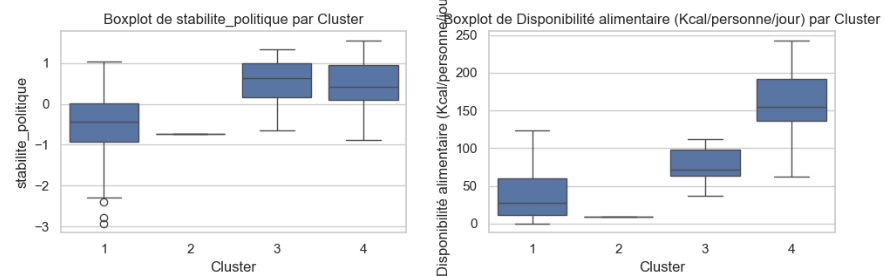 Boxplot de stabilite_politique par Cluster
stabilite_politique
1
0
−1
−2
−3
1 2 3 4
Cluster
Boxplot de Disponibilité alimentaire (Kcal/personne/jour) par Cluster
Disponibilité alimentaire (Kcal/personne/jour)
250
200
150
100
50
0
1 2 3 4
Cluster